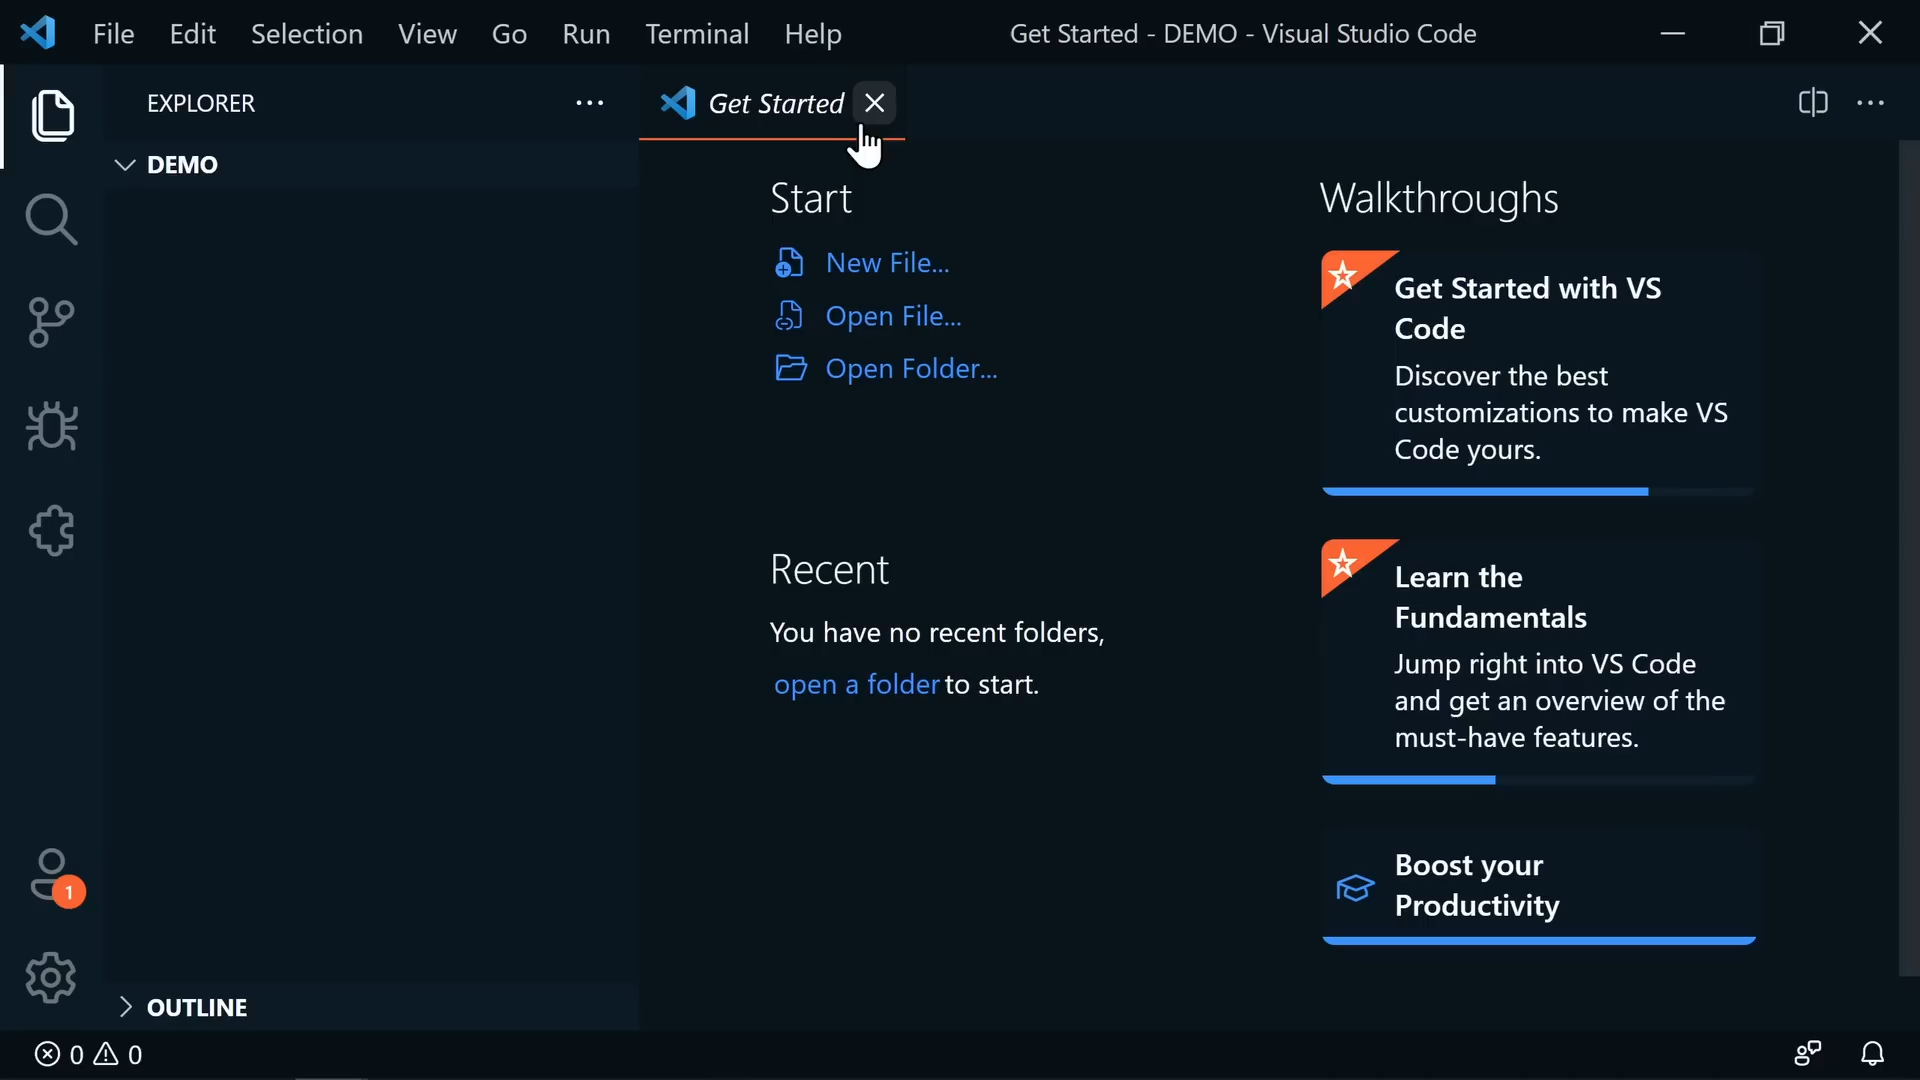 File Edit Selection View Go Run Terminal Help Get Started - DEMO - Visual Studio Code
EXPLORER
DEMO
OUTLINE
Get Started
Start
New File...
Open File...
Open Folder...
Recent
You have no recent folders,
open a folder to start.
Walkthroughs
Get Started with VS
Code
Discover the best
customizations to make VS
Code yours.
Learn the
Fundamentals
Jump right into VS Code
and get an overview of the
must-have features.
Boost your
Productivity
1
0 0